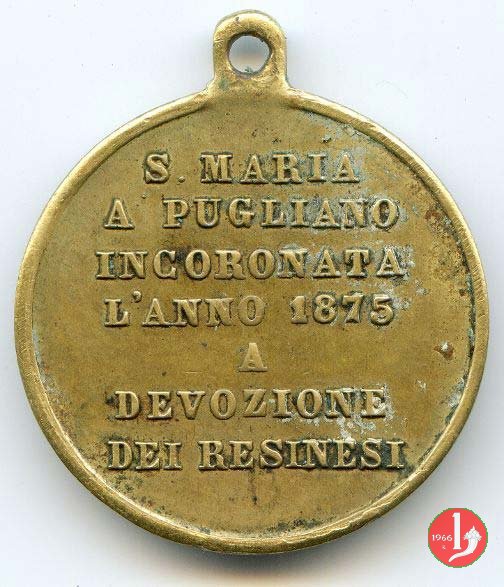 S. MARIA
A PUGLIANO
INCORONATA
L'ANNO 1875
A
DEVOZIONE
DEI RESINESI
1966